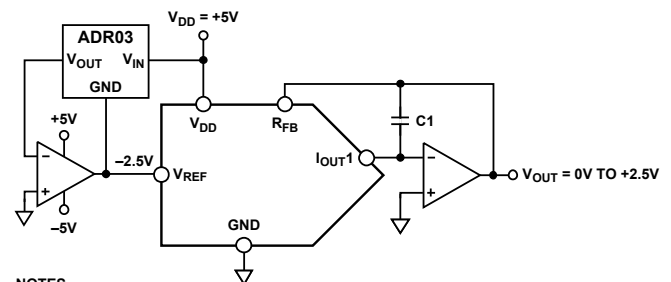 V_DD = +5V
ADR03
V_OUT V_IN
GND
+5V
−5V
−
+
−2.5V
V_DD
R_FB
V_REF
I_OUT1
GND
C1
−
+
V_OUT = 0V TO +2.5V
NOTES